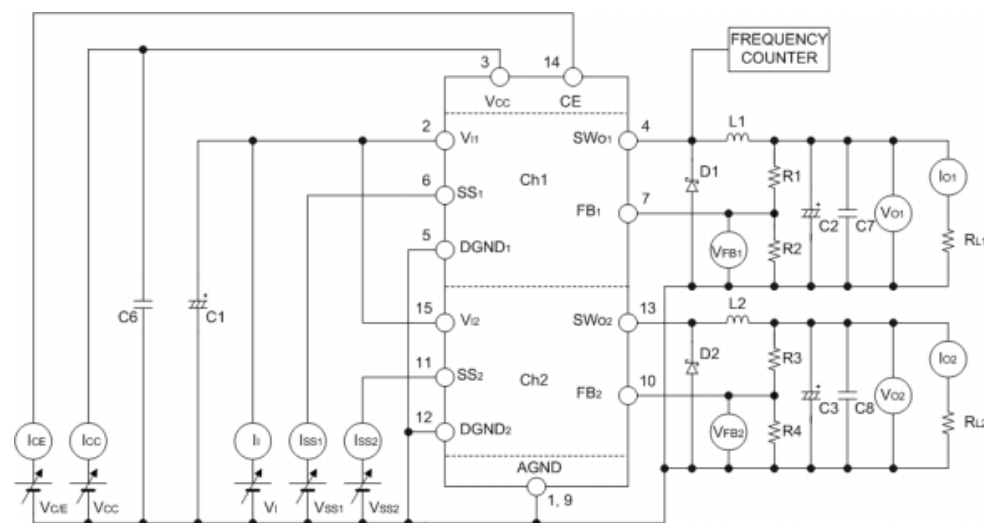 FREQUENCY
COUNTER
3
14
VCC
CE
2
VI1
SWO1
4
L1
6
SS1
Ch1
D1
R1
IO1
FB1
7
VFB1
R2
C2
C7
VO1
RL1
5
DGND1
C6
C1
15
VI2
SWO2
13
L2
11
SS2
Ch2
D2
R3
IO2
FB2
10
VFB2
R4
C3
C8
VO2
RL2
12
DGND2
ICE
ICC
II
ISS1
ISS2
AGND
VC/E
VCC
VI
VSS1
VSS2
1, 9